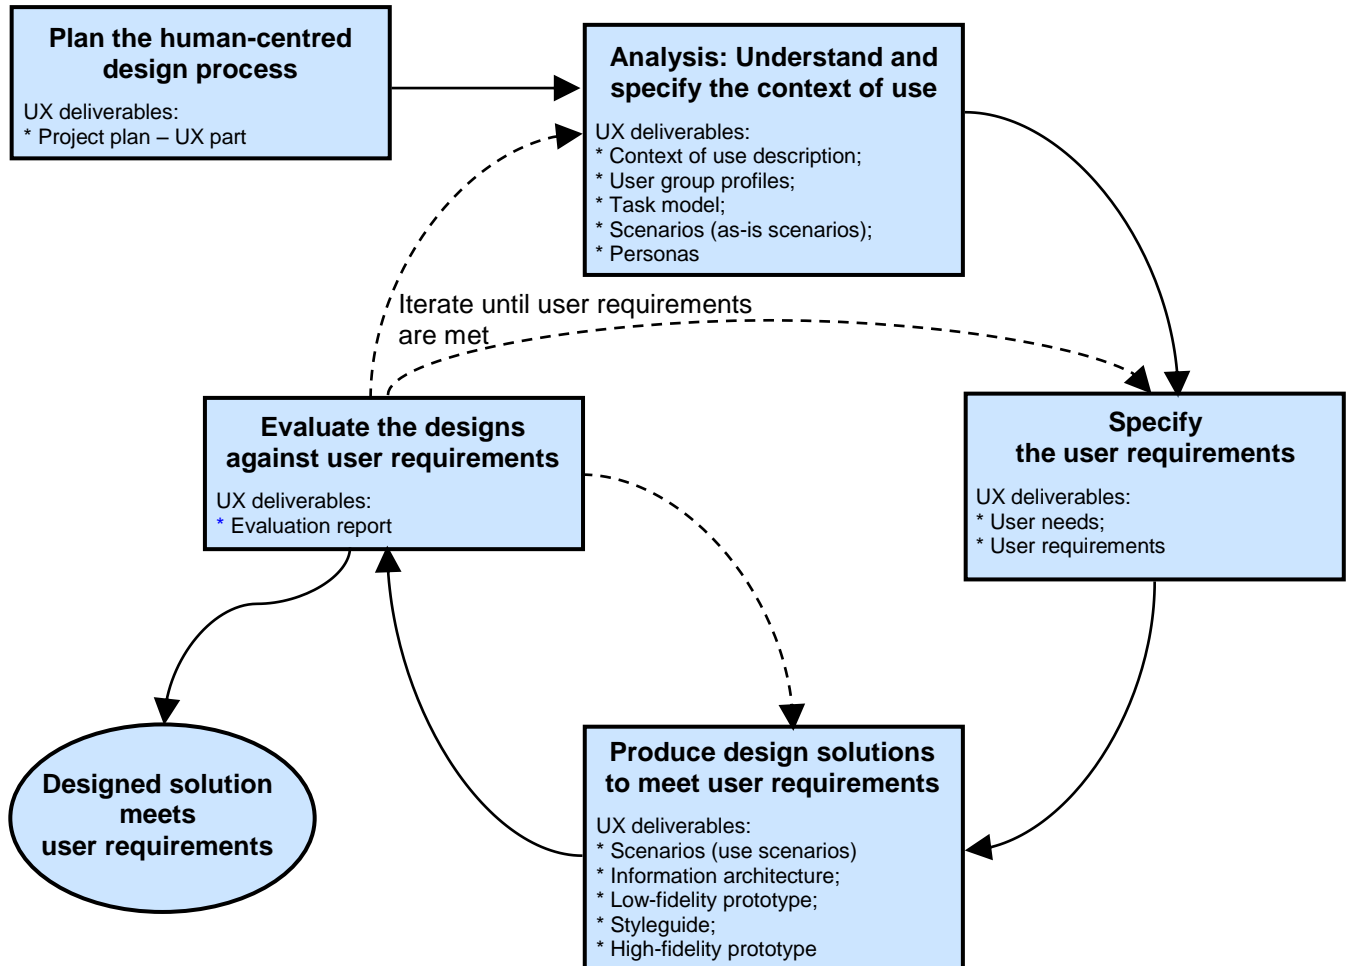 Plan the human-centred
design process
UX deliverables:
* Project plan – UX part
Analysis: Understand and
specify the context of use
UX deliverables:
* Context of use description;
* User group profiles;
* Task model;
* Scenarios (as-is scenarios);
* Personas
Iterate until user requirements
are met
Evaluate the designs
against user requirements
UX deliverables:
* Evaluation report
Specify
the user requirements
UX deliverables:
* User needs;
* User requirements
Designed solution
meets
user requirements
Produce design solutions
to meet user requirements
UX deliverables:
* Scenarios (use scenarios)
* Information architecture;
* Low-fidelity prototype;
* Styleguide;
* High-fidelity prototype